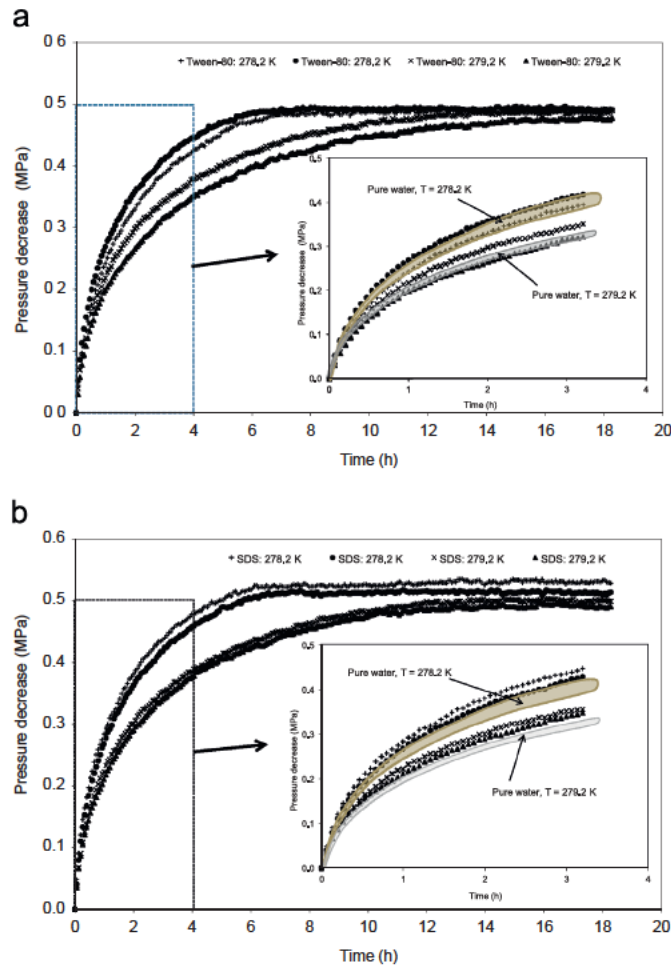 a
0.6
+ Tween-80: 278.2 K ● Tween-80: 278.2 K × Tween-80: 279.2 K ▲ Tween-80: 279.2 K
0.5
0.4
0.3
0.2
0.1
0.0
Pressure decrease (MPa)
0 2 4 6 8 10 12 14 16 18 20
Time (h)
0.5
0.4
0.3
0.2
0.1
0.0
Pressure decrease (MPa)
Pure water, T = 278.2 K
Pure water, T = 279.2 K
0 1 2 3 4
Time (h)
b
0.6
+ SDS: 278.2 K ● SDS: 278.2 K × SDS: 279.2 K ▲ SDS: 279.2 K
0.5
0.4
0.3
0.2
0.1
0.0
Pressure decrease (MPa)
0 2 4 6 8 10 12 14 16 18 20
Time (h)
0.5
0.4
0.3
0.2
0.1
0.0
Pressure decrease (MPa)
Pure water, T = 278.2 K
Pure water, T = 279.2 K
0 1 2 3 4
Time (h)